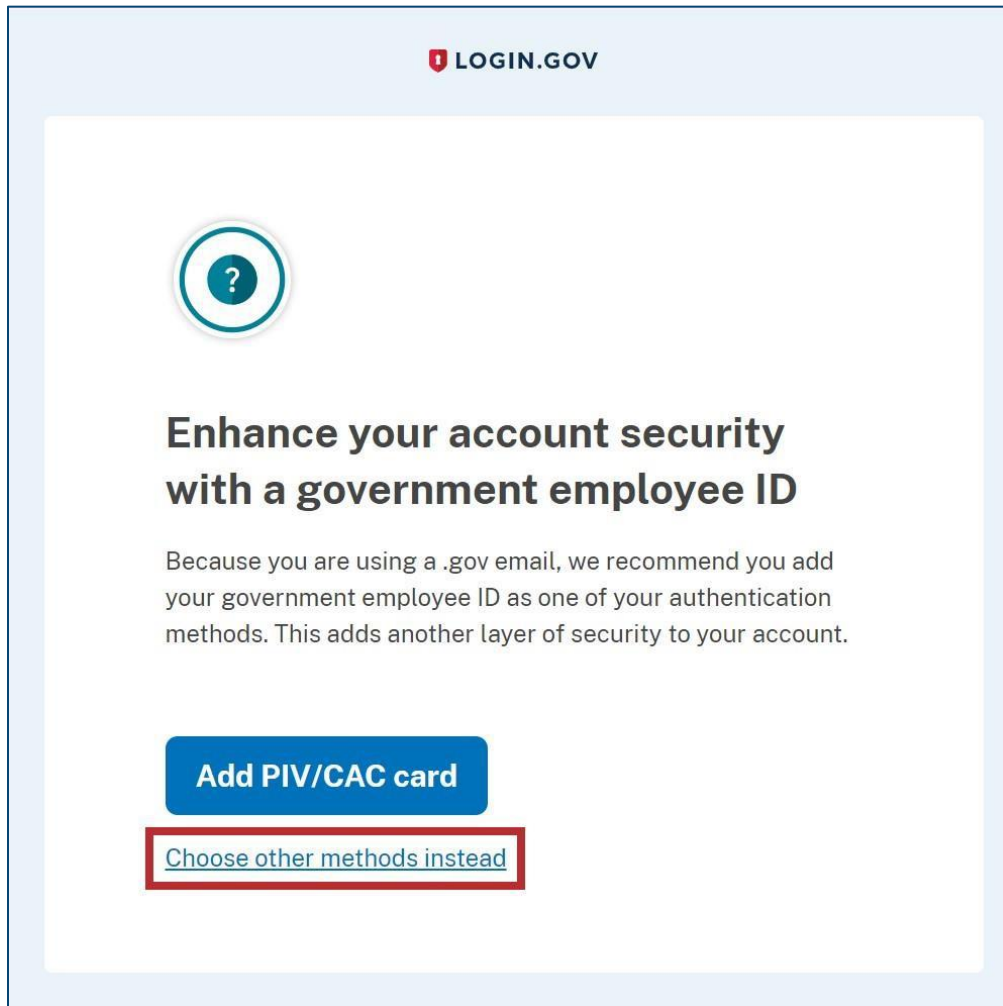 LOGIN.GOV
?
Enhance your account security
with a government employee ID
Because you are using a .gov email, we recommend you add
your government employee ID as one of your authentication
methods. This adds another layer of security to your account.
Add PIV/CAC card
Choose other methods instead